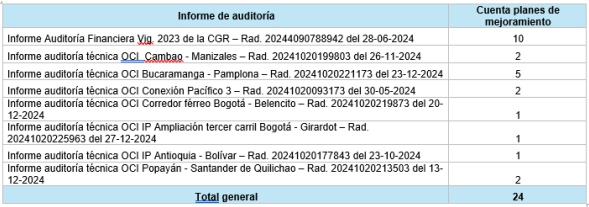 Informe de auditoría
Cuenta planes de
mejoramiento
Informe Auditoría Financiera Vig. 2023 de la CGR – Rad. 20244090788942 del 28-06-2024
10
Informe auditoría técnica OCI Cambao - Manizales – Rad. 20241020199803 del 26-11-2024
2
Informe auditoría técnica OCI Bucaramanga - Pamplona – Rad. 20241020221173 del 23-12-2024
5
Informe auditoría técnica OCI Conexión Pacífico 3 – Rad. 20241020093173 del 30-05-2024
2
Informe auditoría técnica OCI Corredor férreo Bogotá - Belencito – Rad. 20241020219873 del 20-
12-2024
1
Informe auditoría técnica OCI IP Ampliación tercer carril Bogotá - Girardot – Rad.
20241020225963 del 27-12-2024
1
Informe auditoría técnica OCI IP Antioquia - Bolívar – Rad. 20241020177843 del 23-10-2024
1
Informe auditoría técnica OCI Popayán - Santander de Quilichao – Rad. 20241020213503 del 13-
12-2024
2
Total general
24